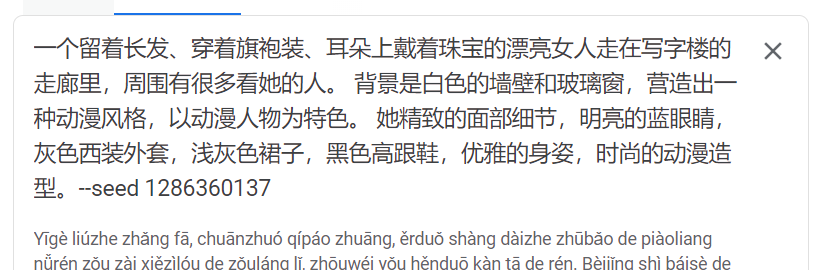 一个留着长发、穿着旗袍装、耳朵上戴着珠宝的漂亮女人走在写字楼的
走廊里，周围有很多看她的人。 背景是白色的墙壁和玻璃窗，营造出一
种动漫风格，以动漫人物为特色。 她精致的面部细节，明亮的蓝眼睛，
灰色西装外套，浅灰色裙子，黑色高跟鞋，优雅的身姿，时尚的动漫造
型。--seed 1286360137
Yīgè liúzhe zhǎng fā, chuānzhuó qípáo zhuāng, ěrduǒ shàng dàizhe zhūbǎo de piàoliang
nǚrén zǒu zài xiězìlóu de zǒuláng lǐ, zhōuwéi yǒu hěnduō kàn tā de rén. Bèijǐng shì báisè de